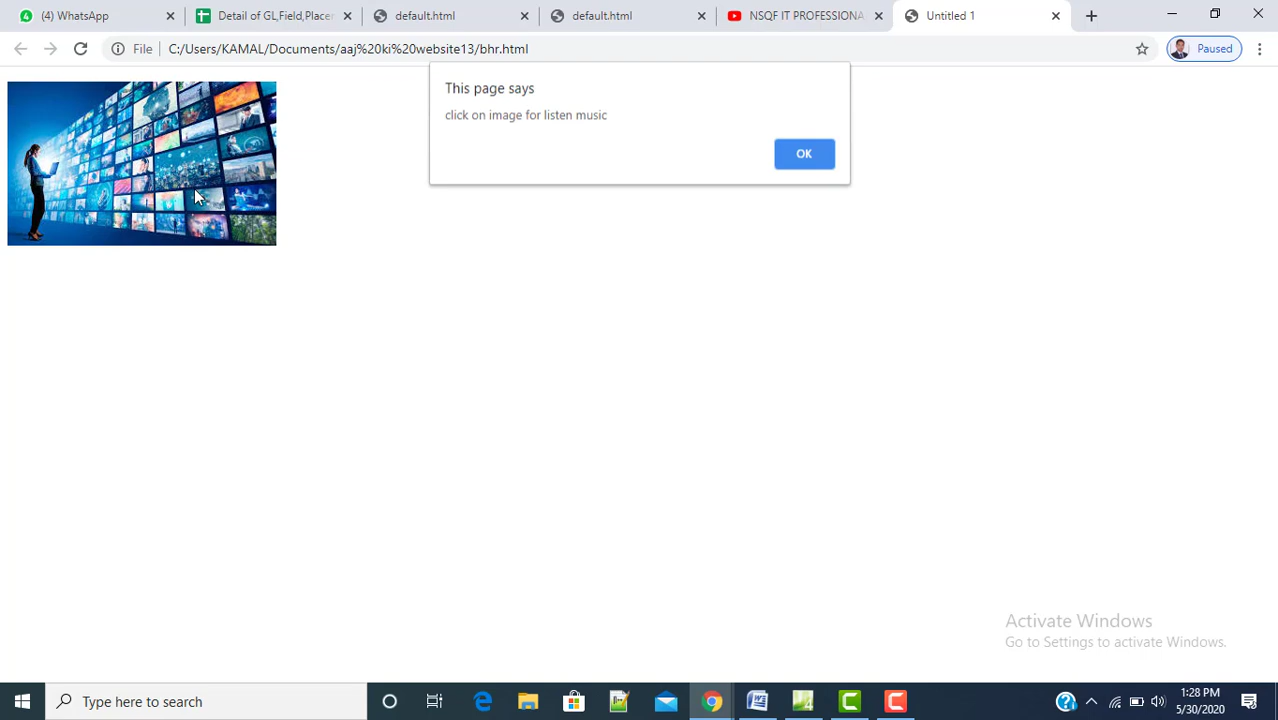 (4) WhatsApp
Detail of GL,Field,Placer
default.html
default.html
NSQF IT PROFESSIONA
Untitled 1
File
C:/Users/KAMAL/Documents/aaj%20ki%20website13/bhr.html
Paused
This page says
click on image for listen music
OK
Activate Windows
Go to Settings to activate Windows.
Type here to search
1:28 PM
5/30/2020